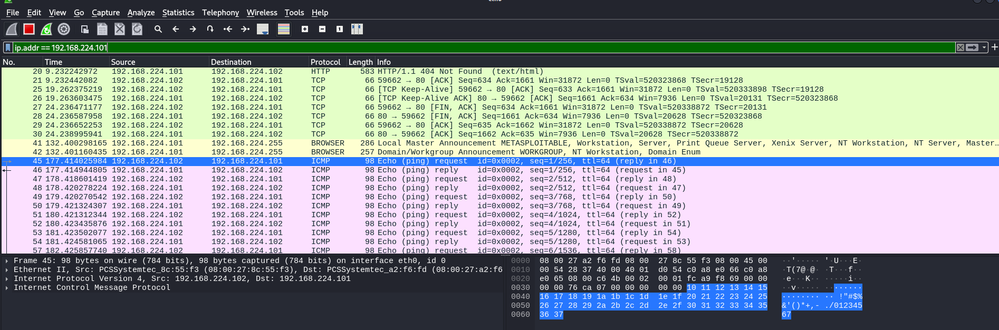 File Edit View Go Capture Analyze Statistics Telephony Wireless Tools Help
ip.addr == 192.168.224.101
No. Time Source Destination Protocol Length Info
20 9.232242972 192.168.224.101 192.168.224.102 HTTP 583 HTTP/1.1 404 Not Found (text/html)
21 9.232442082 192.168.224.102 192.168.224.101 TCP 66 59662 → 80 [ACK] Seq=634 Ack=1661 Win=31872 Len=0 TSval=520323868 TSecr=19128
25 19.262375219 192.168.224.102 192.168.224.101 TCP 66 [TCP Keep-Alive] 59662 → 80 [ACK] Seq=633 Ack=1661 Win=31872 Len=0 TSval=520333898 TSecr=19128
26 19.263603475 192.168.224.101 192.168.224.102 TCP 66 [TCP Keep-Alive ACK] 80 → 59662 [ACK] Seq=1661 Ack=634 Win=7936 Len=0 TSval=20131 TSecr=520323868
27 24.236471177 192.168.224.102 192.168.224.101 TCP 66 59662 → 80 [FIN, ACK] Seq=634 Ack=1661 Win=31872 Len=0 TSval=520338872 TSecr=20131
28 24.236587958 192.168.224.101 192.168.224.102 TCP 66 80 → 59662 [FIN, ACK] Seq=1661 Ack=634 Win=7936 Len=0 TSval=20628 TSecr=520323868
29 24.236652253 192.168.224.102 192.168.224.101 TCP 66 59662 → 80 [ACK] Seq=635 Ack=1662 Win=31872 Len=0 TSval=520338872 TSecr=20628
30 24.238995941 192.168.224.101 192.168.224.102 TCP 66 80 → 59662 [ACK] Seq=1662 Ack=635 Win=7936 Len=0 TSval=20628 TSecr=520338872
41 132.400298165 192.168.224.101 192.168.224.255 BROWSER 286 Local Master Announcement METASPLOITABLE, Workstation, Server, Print Queue Server, Xenix Server, NT Workstation, NT Server, Master…
42 132.401160435 192.168.224.101 192.168.224.255 BROWSER 257 Domain/Workgroup Announcement WORKGROUP, NT Workstation, Domain Enum
45 177.414025984 192.168.224.102 192.168.224.101 ICMP 98 Echo (ping) request id=0x0002, seq=1/256, ttl=64 (reply in 46)
46 177.414944805 192.168.224.101 192.168.224.102 ICMP 98 Echo (ping) reply id=0x0002, seq=1/256, ttl=64 (request in 45)
47 178.418601419 192.168.224.102 192.168.224.101 ICMP 98 Echo (ping) request id=0x0002, seq=2/512, ttl=64 (reply in 48)
48 178.420278224 192.168.224.101 192.168.224.102 ICMP 98 Echo (ping) reply id=0x0002, seq=2/512, ttl=64 (request in 47)
49 179.420270542 192.168.224.102 192.168.224.101 ICMP 98 Echo (ping) request id=0x0002, seq=3/768, ttl=64 (reply in 50)
50 179.421324307 192.168.224.101 192.168.224.102 ICMP 98 Echo (ping) reply id=0x0002, seq=3/768, ttl=64 (request in 49)
51 180.421312344 192.168.224.102 192.168.224.101 ICMP 98 Echo (ping) request id=0x0002, seq=4/1024, ttl=64 (reply in 52)
52 180.423435876 192.168.224.101 192.168.224.102 ICMP 98 Echo (ping) reply id=0x0002, seq=4/1024, ttl=64 (request in 51)
53 181.423502077 192.168.224.102 192.168.224.101 ICMP 98 Echo (ping) request id=0x0002, seq=5/1280, ttl=64 (reply in 54)
54 181.424581065 192.168.224.101 192.168.224.102 ICMP 98 Echo (ping) reply id=0x0002, seq=5/1280, ttl=64 (request in 53)
57 182.425857740 192.168.224.102 192.168.224.101 ICMP 98 Echo (ping) request id=0x0002, seq=6/1536, ttl=64 (reply in 58)
Frame 45: 98 bytes on wire (784 bits), 98 bytes captured (784 bits) on interface eth0, id 0
Ethernet II, Src: PCSSystemtec_8c:55:f3 (08:00:27:8c:55:f3), Dst: PCSSystemtec_a2:f6:fd (08:00:27:a2:f6
Internet Protocol Version 4, Src: 192.168.224.102, Dst: 192.168.224.101
Internet Control Message Protocol
0000 08 00 27 a2 f6 fd 08 00 27 8c 55 f3 08 00 45 00 ··'····· '·U···E·
0010 00 54 28 37 40 00 40 01 d0 54 c0 a8 e0 66 c0 a8 ·T(7@·@· ·T···f··
0020 e0 65 08 00 c6 4b 00 02 00 01 fc a9 f8 69 00 00 ·e···K·· ·····i··
0030 00 00 76 ca 07 00 00 00 00 00 10 11 12 13 14 15 ··v····· ········
0040 16 17 18 19 1a 1b 1c 1d 1e 1f 20 21 22 23 24 25 ········ ·· !"#$%
0050 26 27 28 29 2a 2b 2c 2d 2e 2f 30 31 32 33 34 35 &'()*+,- ./012345
0060 36 37 67